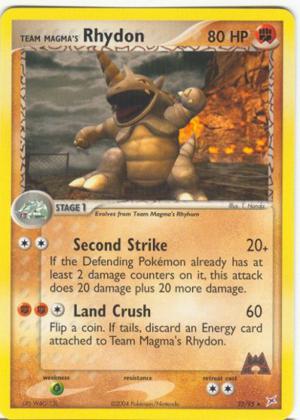 TEAM MAGMA'S Rhydon 80 HP
STAGE 1
Evolves from Team Magma's Rhyhorn
Second Strike 20+
If the Defending Pokémon already has
at least 2 damage counters on it, this attack
does 20 damage plus 20 more damage.
Land Crush 60
Flip a coin. If tails, discard an Energy card
attached to Team Magma's Rhydon.
weakness resistance retreat cost
©2004 Pokémon/Nintendo